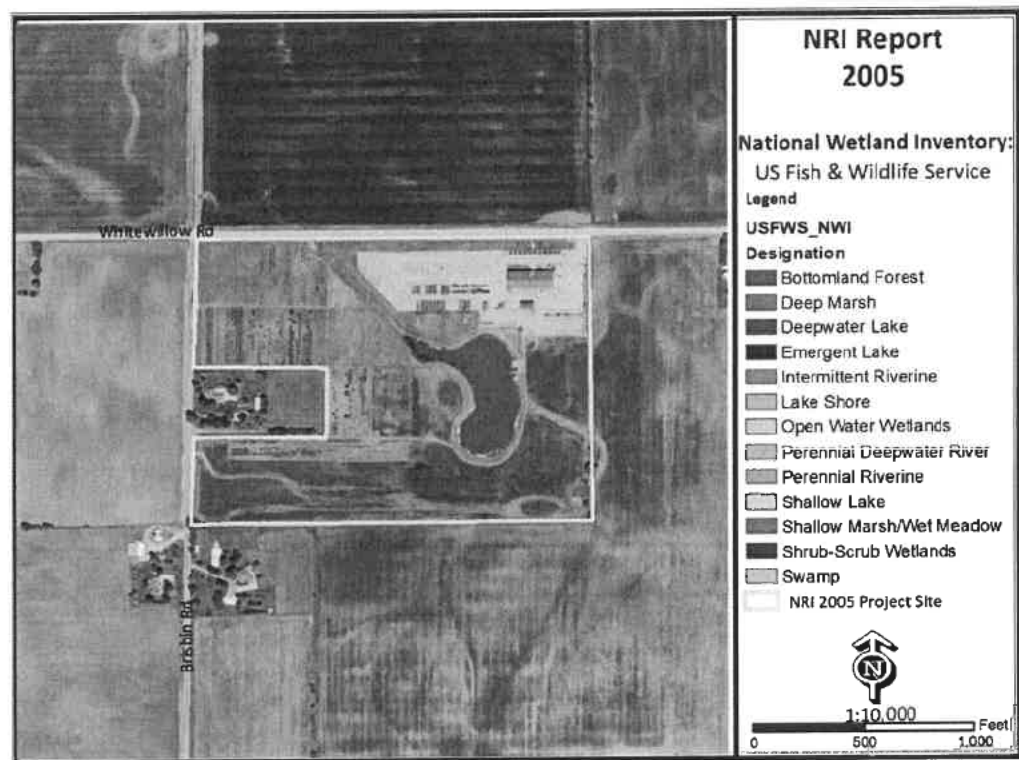 NRI Report
2005
National Wetland Inventory:
US Fish & Wildlife Service
Legend
USFWS_NWI
Designation
Bottomland Forest
Deep Marsh
Deepwater Lake
Emergent Lake
Intermittent Riverine
Lake Shore
Open Water Wetlands
Perennial Deepwater River
Perennial Riverine
Shallow Lake
Shallow Marsh/Wet Meadow
Shrub-Scrub Wetlands
Swamp
NRI 2005 Project Site
N
1:10,000
Feet
0 500 1,000
Whitewillow Rd
Brisbin Rd